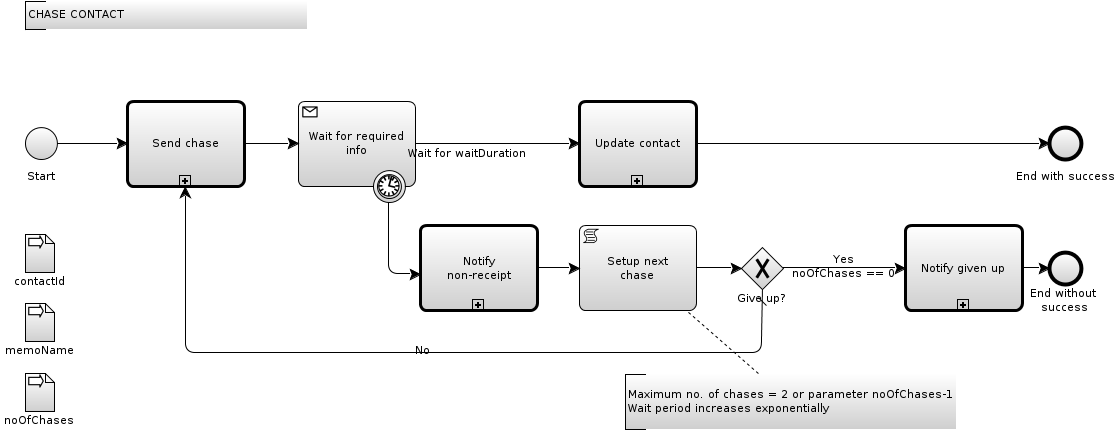 CHASE CONTACT
Send chase
Wait for required
info
Wait for waitDuration
Update contact
Start
End with success
contactId
Notify
non-receipt
Setup next
chase
Give up?
Yes
noOfChases == 0
Notify given up
End without
success
memoName
No
noOfChases
Maximum no. of chases = 2 or parameter noOfChases-1
Wait period increases exponentially